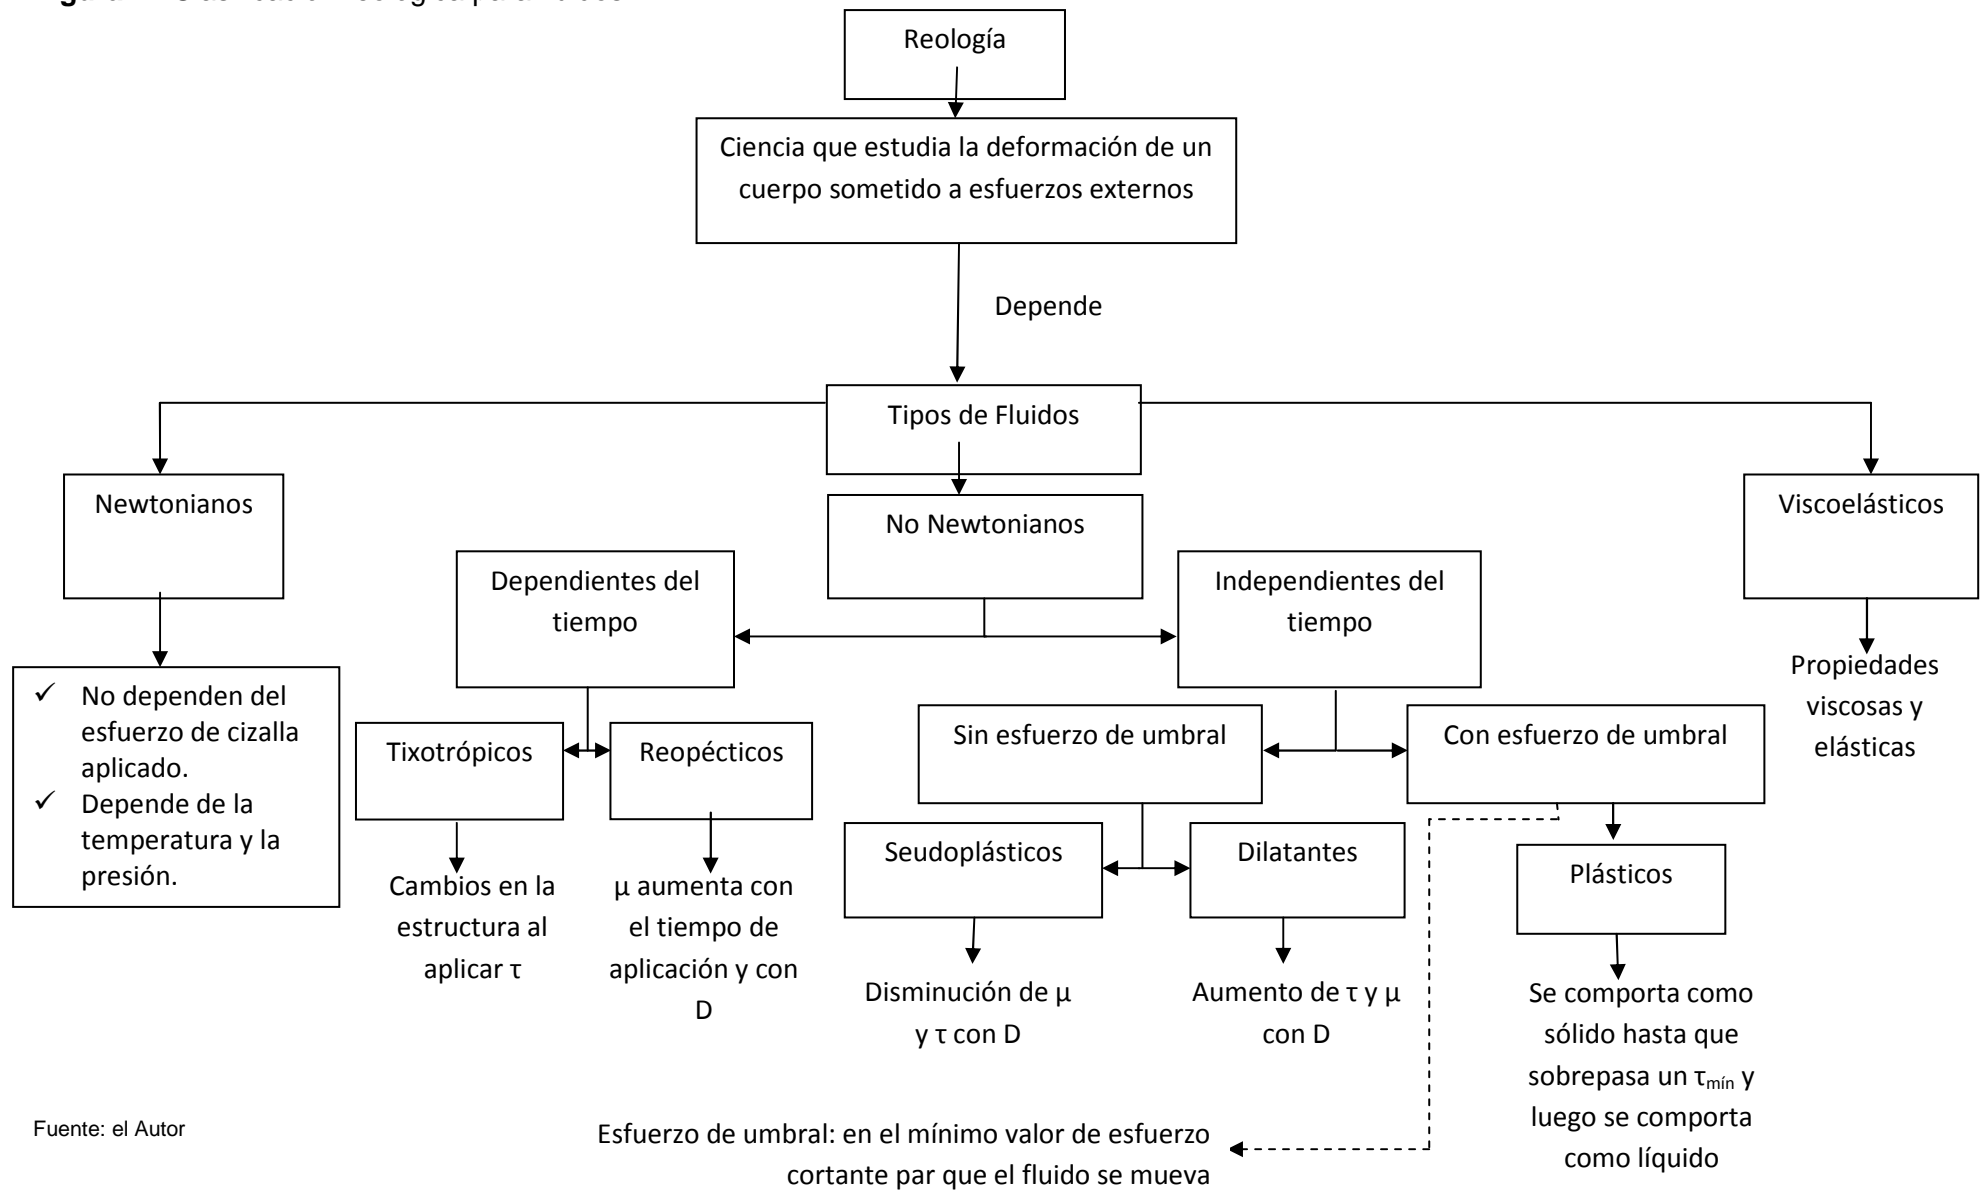 Reología
Ciencia que estudia la deformación de un
cuerpo sometido a esfuerzos externos
Depende
Tipos de Fluidos
Newtonianos
No Newtonianos
Viscoelásticos
Dependientes del
tiempo
Independientes del
tiempo
✓ No dependen del
esfuerzo de cizalla
aplicado.
✓ Depende de la
temperatura y la
presión.
Propiedades
viscosas y
elásticas
Tixotrópicos
Reopécticos
Sin esfuerzo de umbral
Con esfuerzo de umbral
Cambios en la
estructura al
aplicar τ
μ aumenta con
el tiempo de
aplicación y con
D
Seudoplásticos
Dilatantes
Plásticos
Disminución de μ
y τ con D
Aumento de τ y μ
con D
Se comporta como
sólido hasta que
sobrepasa un τmín y
luego se comporta
como líquido
Fuente: el Autor
Esfuerzo de umbral: en el mínimo valor de esfuerzo
cortante par que el fluido se mueva